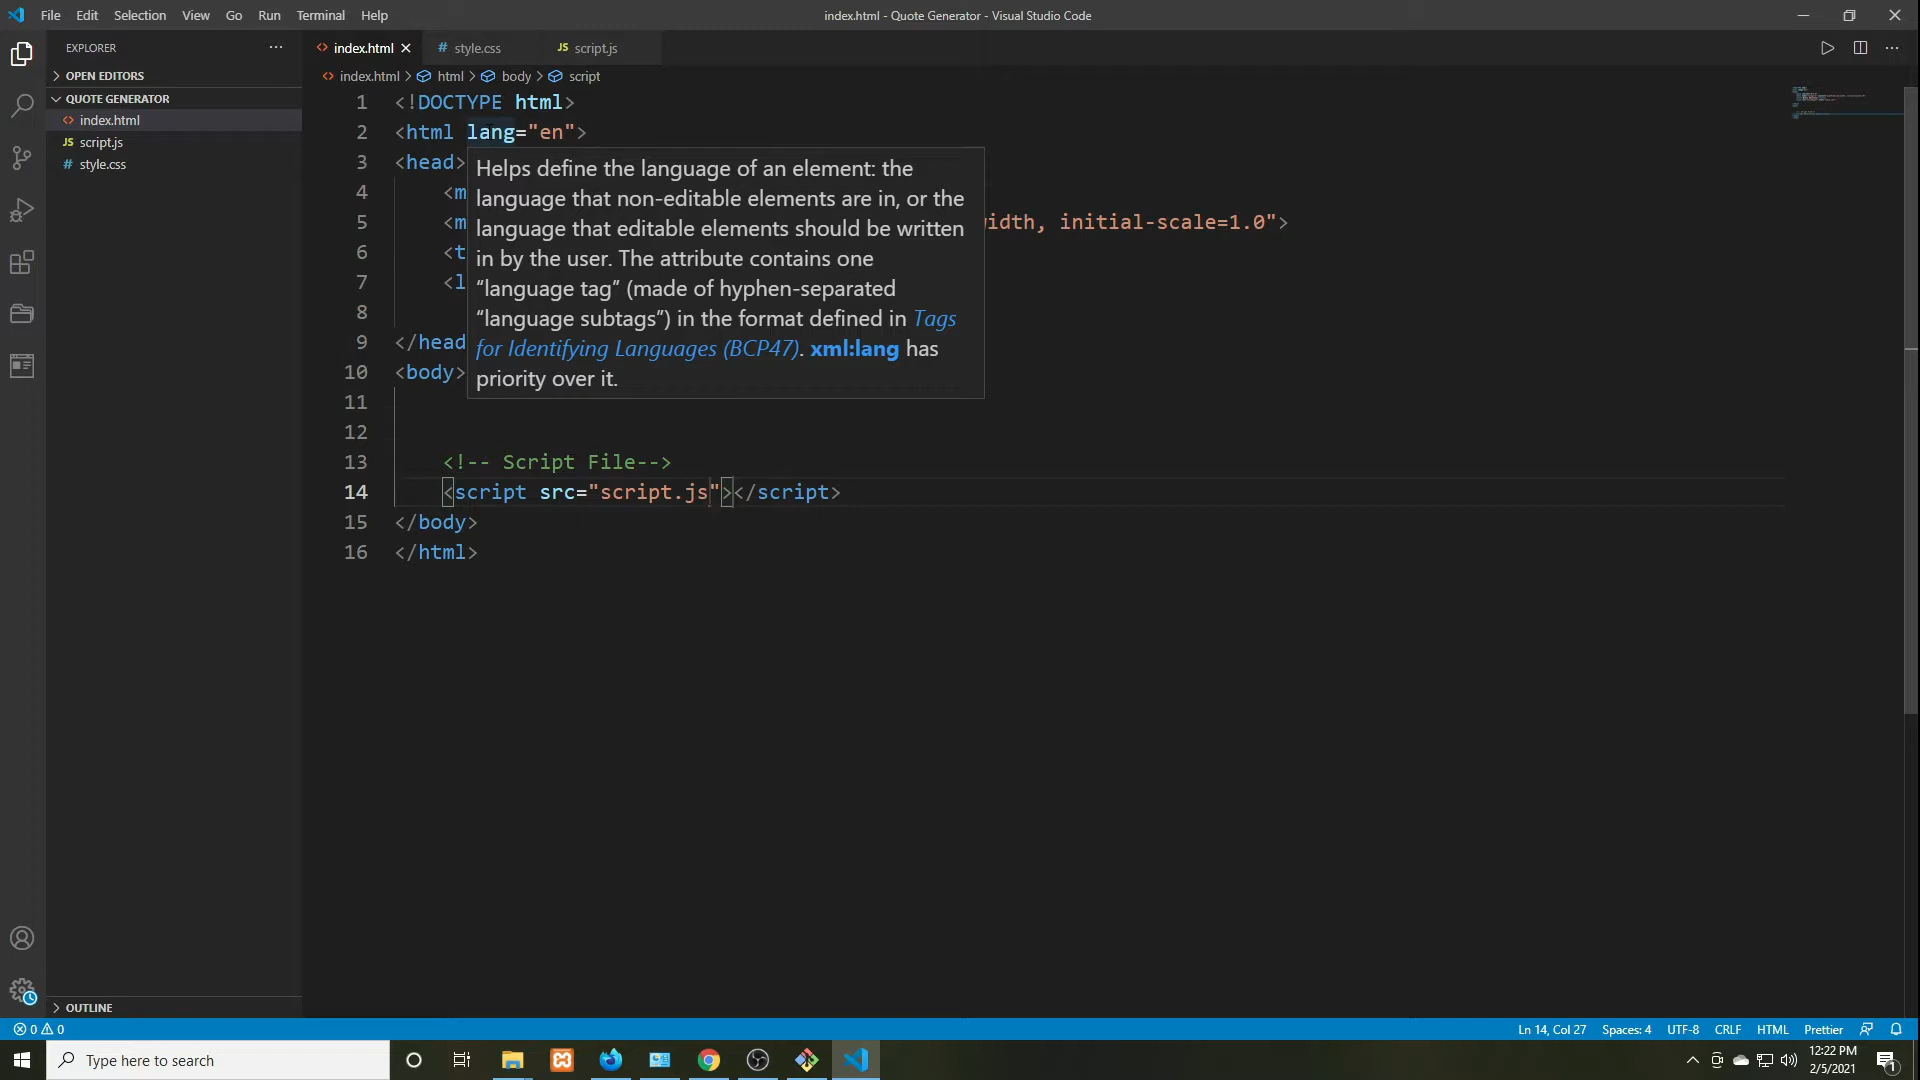 File Edit Selection View Go Run Terminal Help
index.html - Quote Generator - Visual Studio Code
EXPLORER
OPEN EDITORS
QUOTE GENERATOR
index.html
JS script.js
# style.css
OUTLINE
index.html
# style.css
JS script.js
index.html > html > body > script
1 <!DOCTYPE html>
2 <html lang="en">
3 <head>
4 <m
5 <m width, initial-scale=1.0">
6 <t
7 <l
8
9 </head
10 <body>
11
12
13 <!-- Script File-->
14 <script src="script.js"></script>
15 </body>
16 </html>
Helps define the language of an element: the
language that non-editable elements are in, or the
language that editable elements should be written
in by the user. The attribute contains one
“language tag” (made of hyphen-separated
“language subtags”) in the format defined in Tags
for Identifying Languages (BCP47). xml:lang has
priority over it.
0 0
Ln 14, Col 27 Spaces: 4 UTF-8 CRLF HTML Prettier
Type here to search
12:22 PM
2/5/2021
1